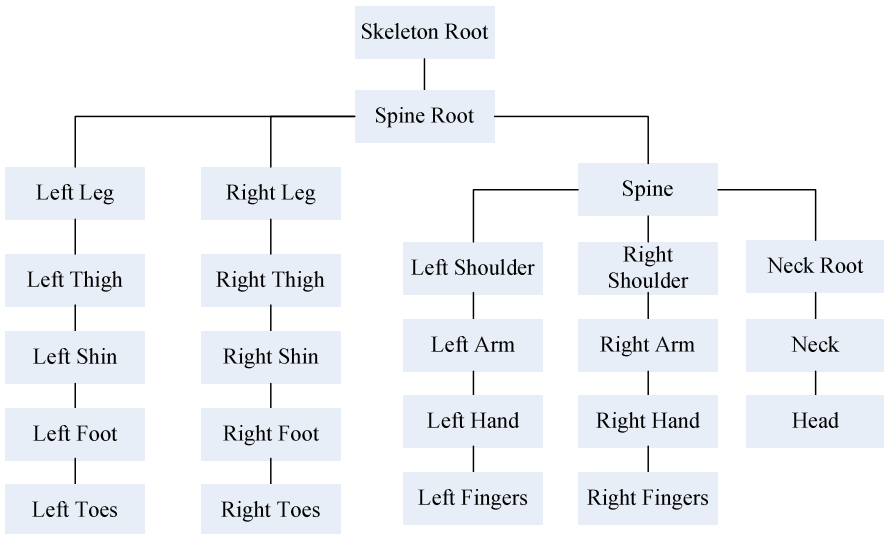 Skeleton Root
Spine Root
Left Leg
Right Leg
Spine
Left Shoulder
Right
Shoulder
Neck Root
Left Thigh
Right Thigh
Left Arm
Right Arm
Neck
Left Shin
Right Shin
Left Hand
Right Hand
Head
Left Foot
Right Foot
Left Fingers
Right Fingers
Left Toes
Right Toes